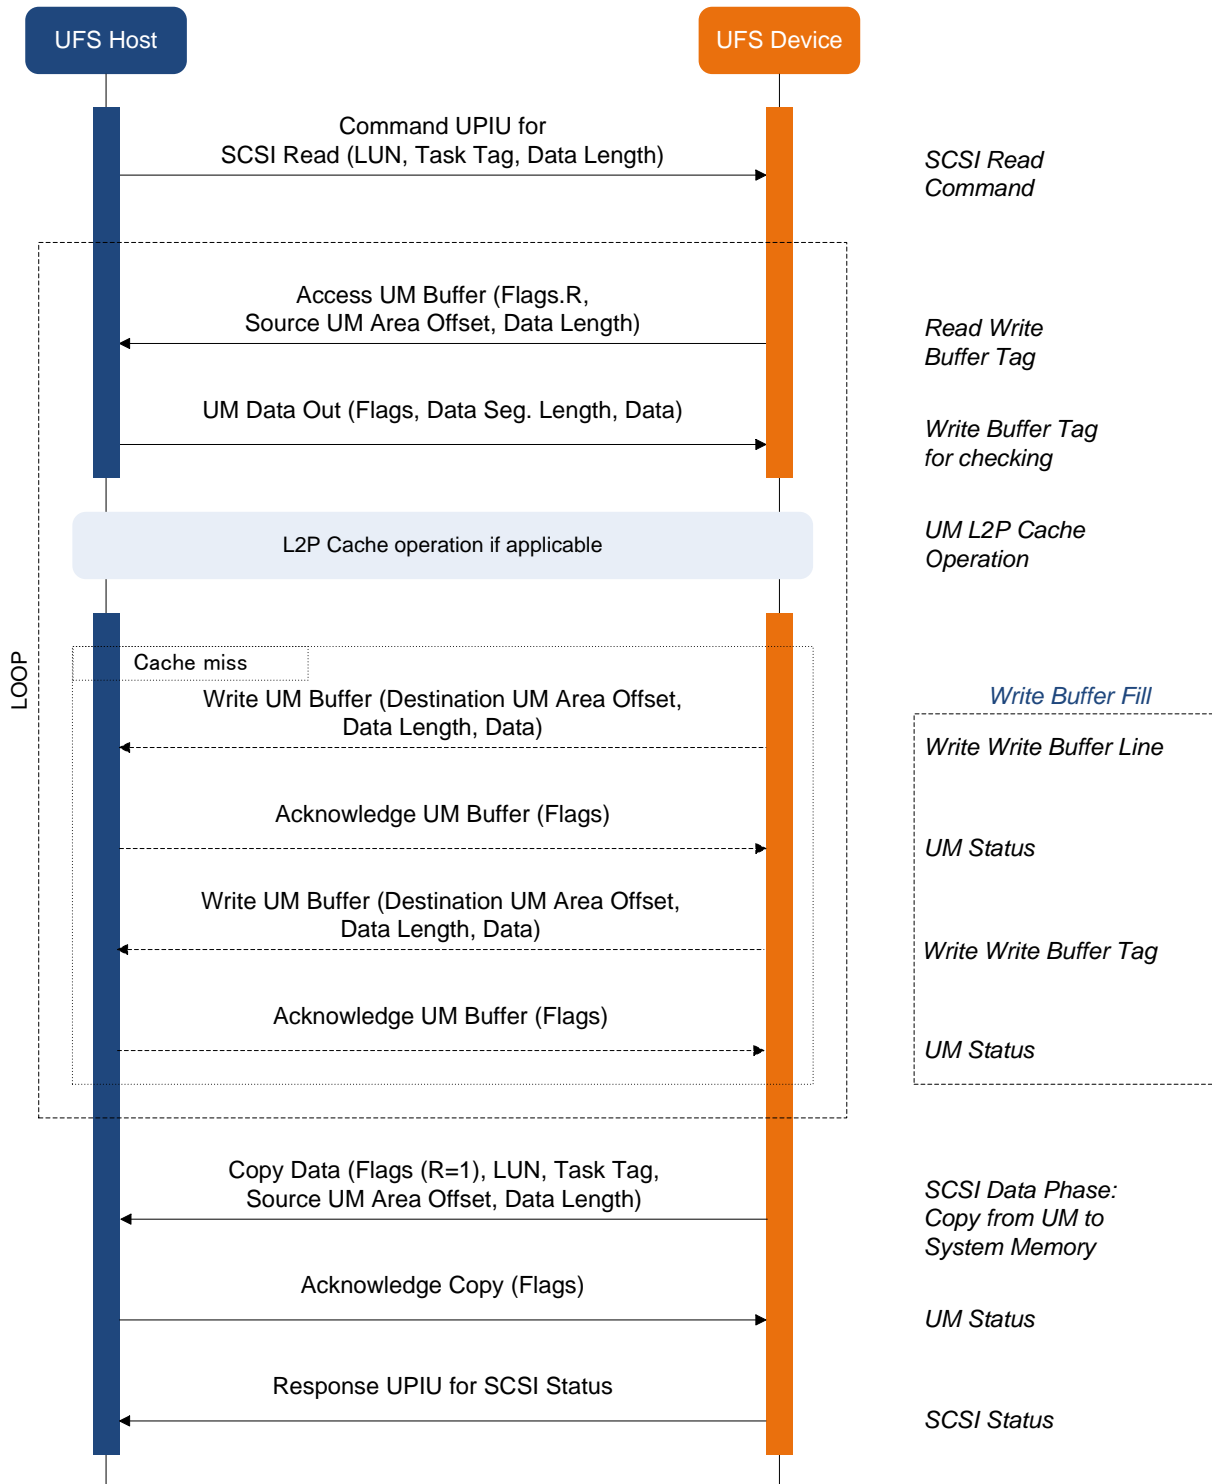 UFS Host
UFS Device
Command UPIU for
SCSI Read (LUN, Task Tag, Data Length)
SCSI Read
Command
Access UM Buffer (Flags.R,
Source UM Area Offset, Data Length)
Read Write
Buffer Tag
UM Data Out (Flags, Data Seg. Length, Data)
Write Buffer Tag
for checking
L2P Cache operation if applicable
UM L2P Cache
Operation
LOOP
Cache miss
Write UM Buffer (Destination UM Area Offset,
Data Length, Data)
Write Buffer Fill
Write Write Buffer Line
Acknowledge UM Buffer (Flags)
UM Status
Write UM Buffer (Destination UM Area Offset,
Data Length, Data)
Write Write Buffer Tag
Acknowledge UM Buffer (Flags)
UM Status
Copy Data (Flags (R=1), LUN, Task Tag,
Source UM Area Offset, Data Length)
SCSI Data Phase:
Copy from UM to
System Memory
Acknowledge Copy (Flags)
UM Status
Response UPIU for SCSI Status
SCSI Status